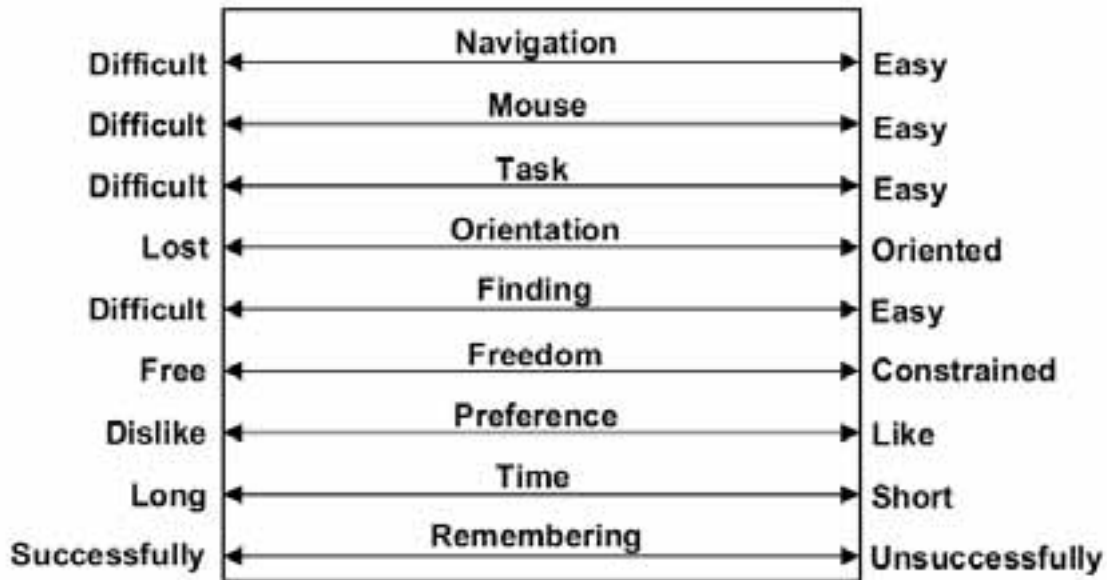 Navigation
Difficult Easy
Mouse
Difficult Easy
Task
Difficult Easy
Orientation
Lost Oriented
Finding
Difficult Easy
Freedom
Free Constrained
Preference
Dislike Like
Time
Long Short
Remembering
Successfully Unsuccessfully